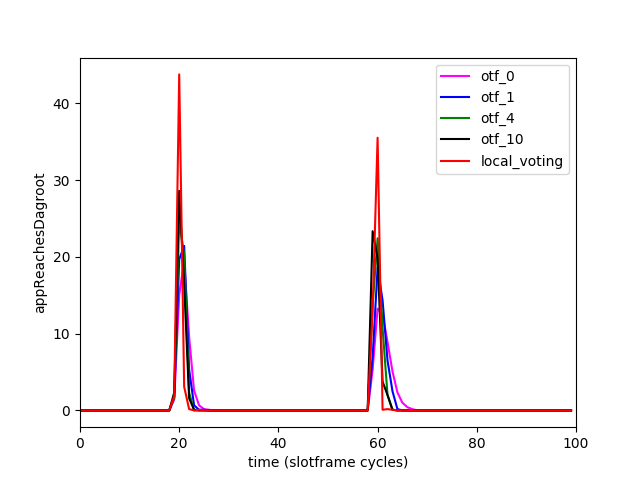 otf_0
otf_1
otf_4
otf_10
local_voting
40
30
20
10
0
appReachesDagroot
0 20 40 60 80 100
time (slotframe cycles)